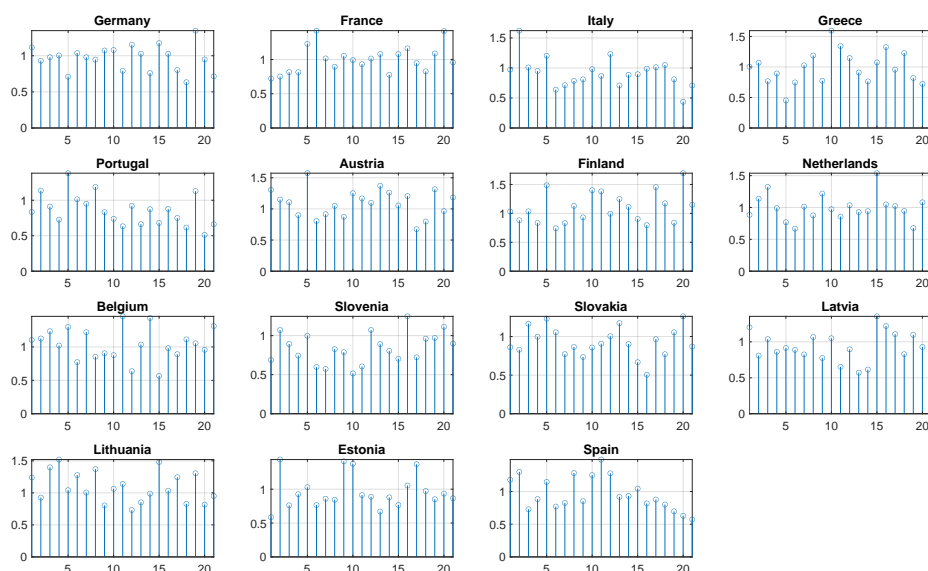 Germany
1
0.5
0
5 10 15 20
France
1
0.5
0
5 10 15 20
Italy
1.5
1
0.5
0
5 10 15 20
Greece
1.5
1
0.5
0
5 10 15 20
Portugal
1
0.5
0
5 10 15 20
Austria
1.5
1
0.5
0
5 10 15 20
Finland
1.5
1
0.5
0
5 10 15 20
Netherlands
1.5
1
0.5
0
5 10 15 20
Belgium
1
0.5
0
5 10 15 20
Slovenia
1
0.5
0
5 10 15 20
Slovakia
1
0.5
0
5 10 15 20
Latvia
1
0.5
0
5 10 15 20
Lithuania
1.5
1
0.5
0
5 10 15 20
Estonia
1
0.5
0
5 10 15 20
Spain
1
0.5
0
5 10 15 20